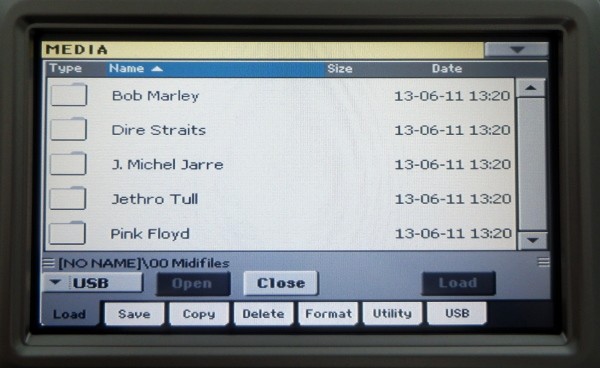 MEDIA
Type Name Size Date
Bob Marley 13-06-11 13:20
Dire Straits 13-06-11 13:20
J. Michel Jarre 13-06-11 13:20
Jethro Tull 13-06-11 13:20
Pink Floyd 13-06-11 13:20
[NO NAME]\00 Midifiles
USB Open Close Load
Load Save Copy Delete Format Utility USB